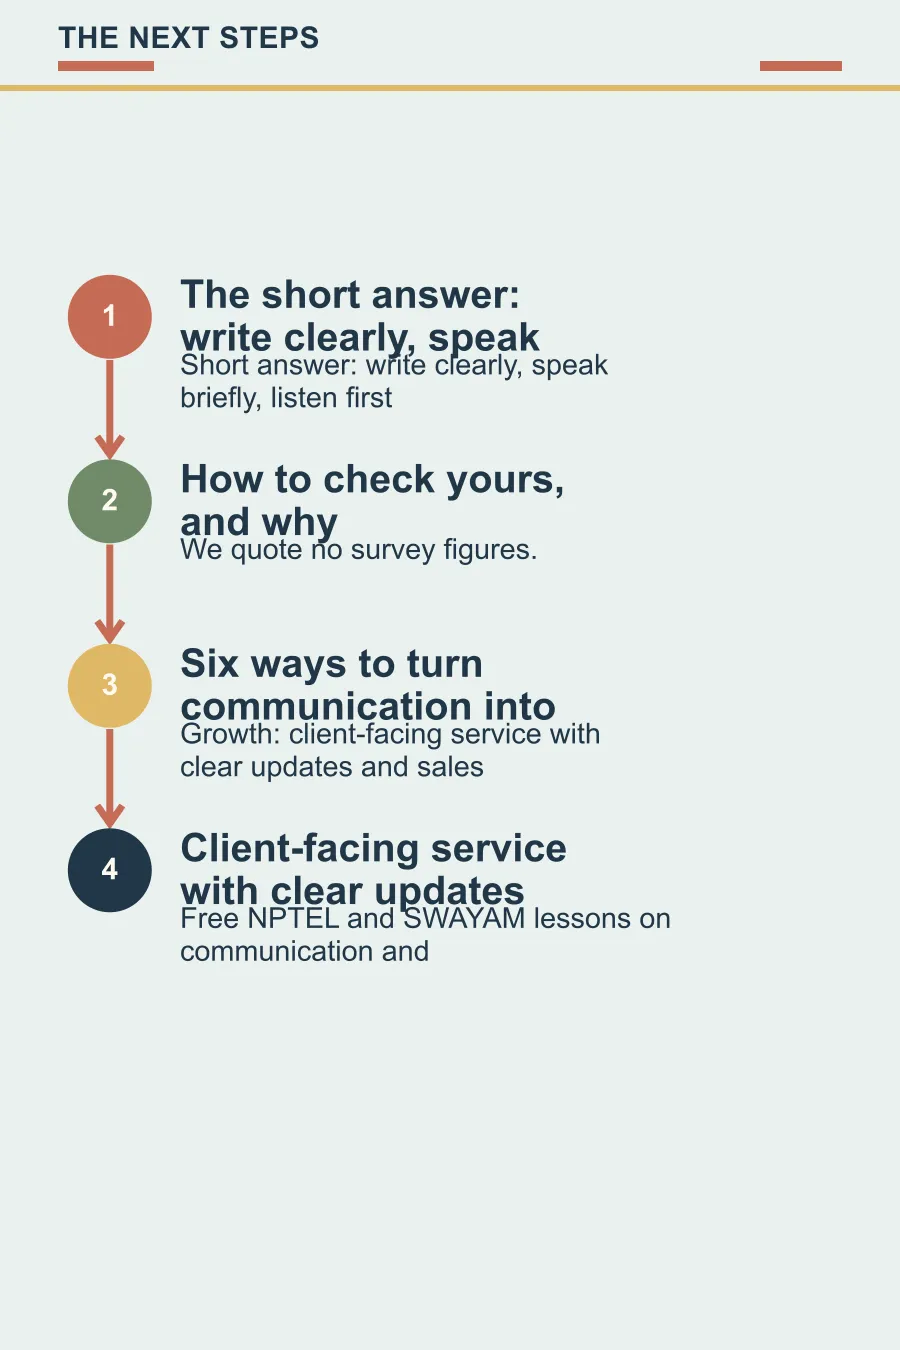 THE NEXT STEPS
1
The short answer:
write clearly, speak
Short answer: write clearly, speak
briefly, listen first
2
How to check yours,
and why
We quote no survey figures.
3
Six ways to turn
communication into
Growth: client-facing service with
clear updates and sales
4
Client-facing service
with clear updates
Free NPTEL and SWAYAM lessons on
communication and